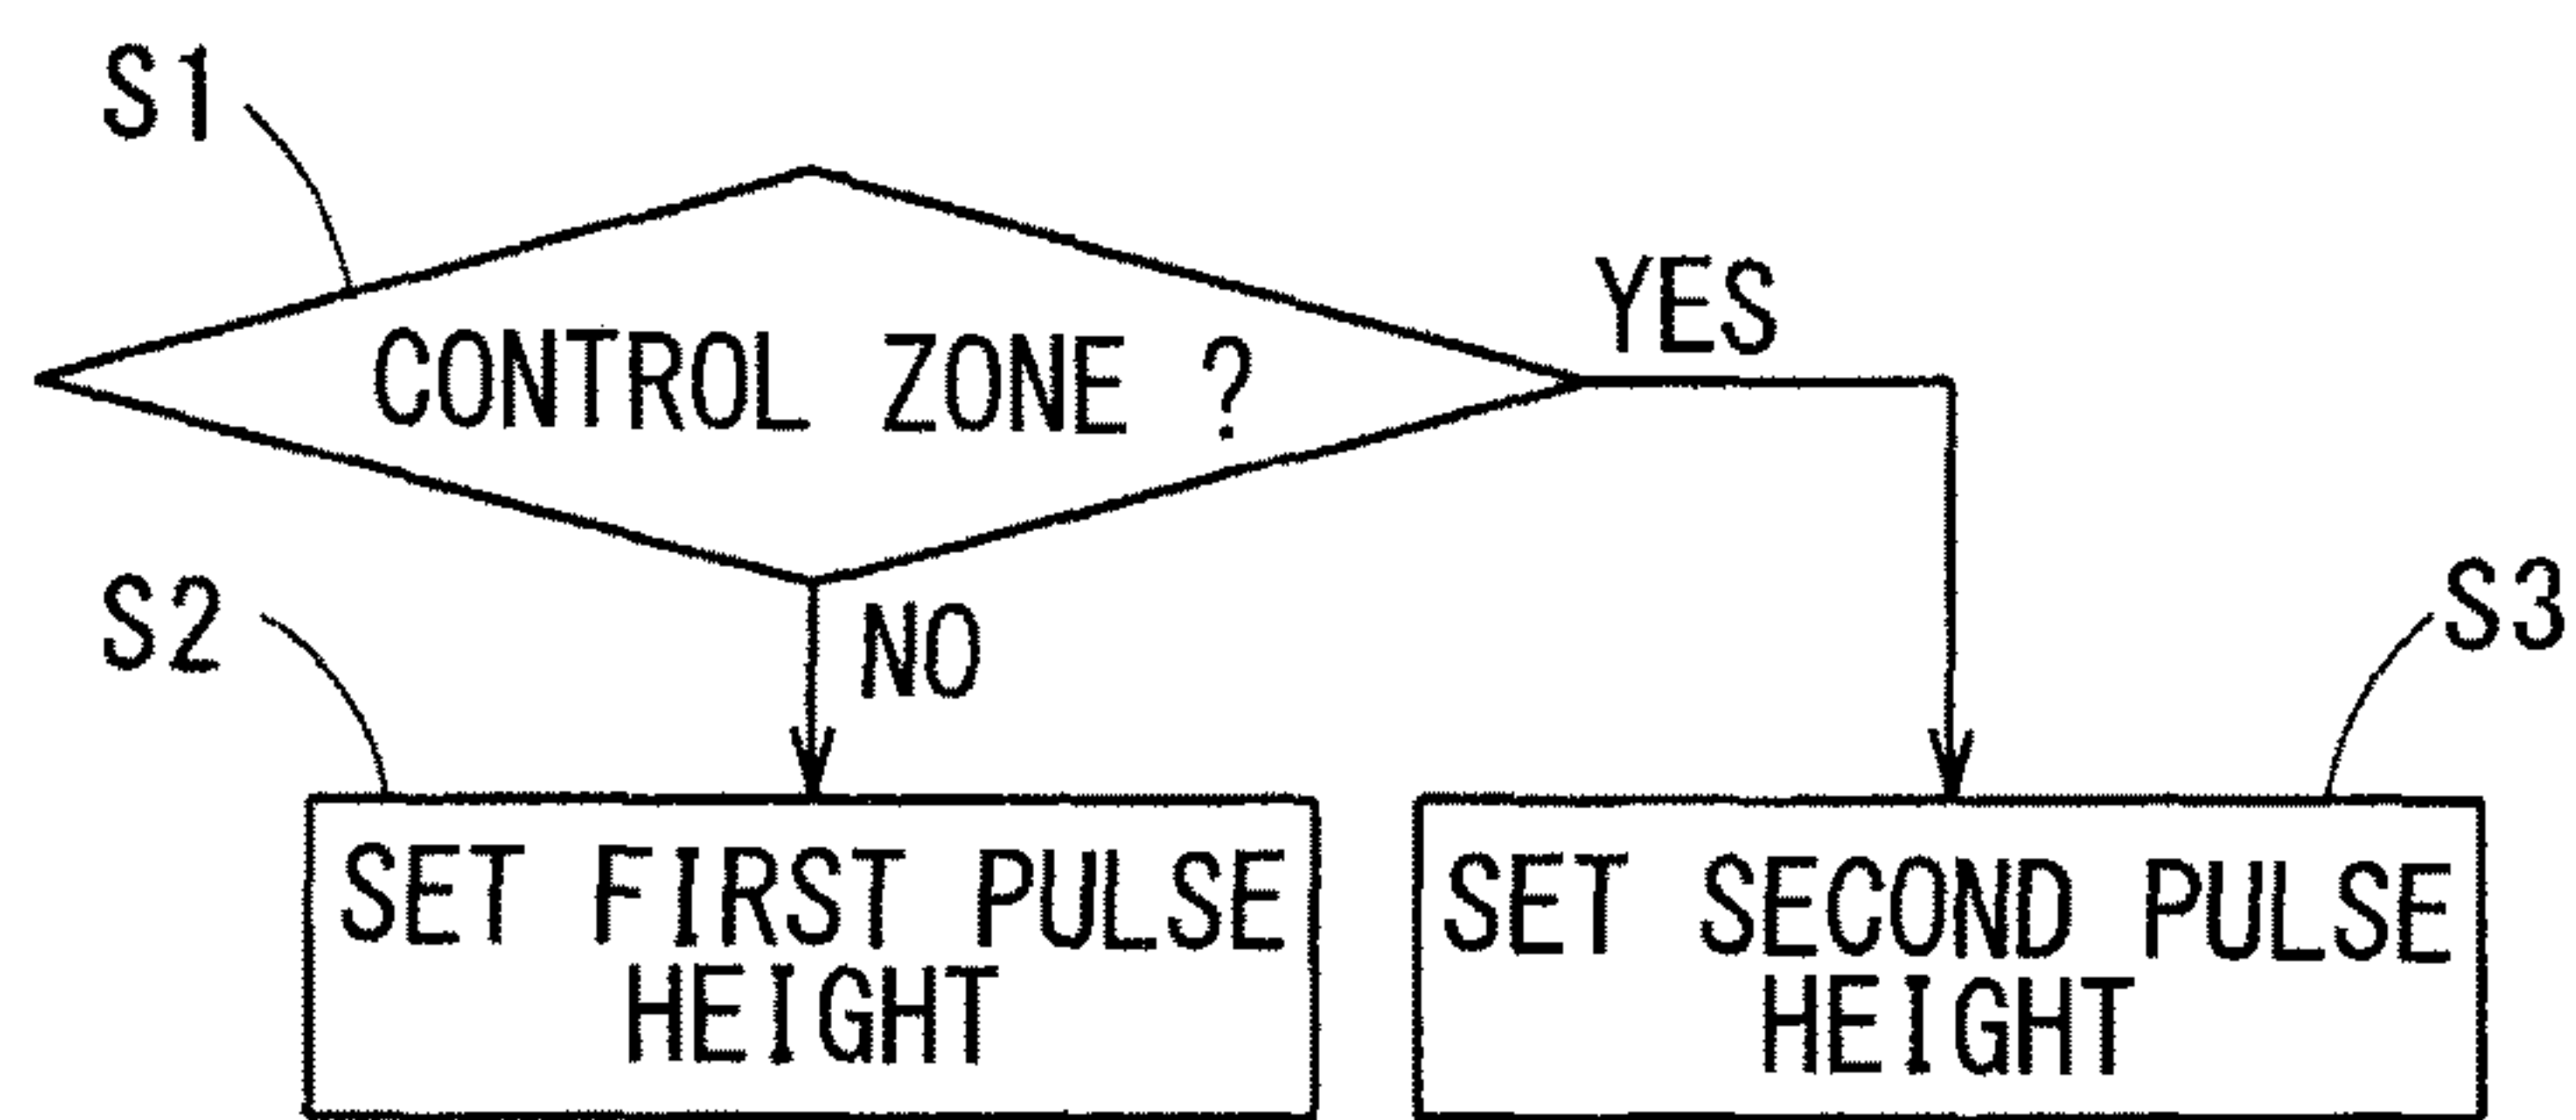 S1
CONTROL ZONE ?
YES
NO
S2
S3
SET FIRST PULSE
HEIGHT
SET SECOND PULSE
HEIGHT